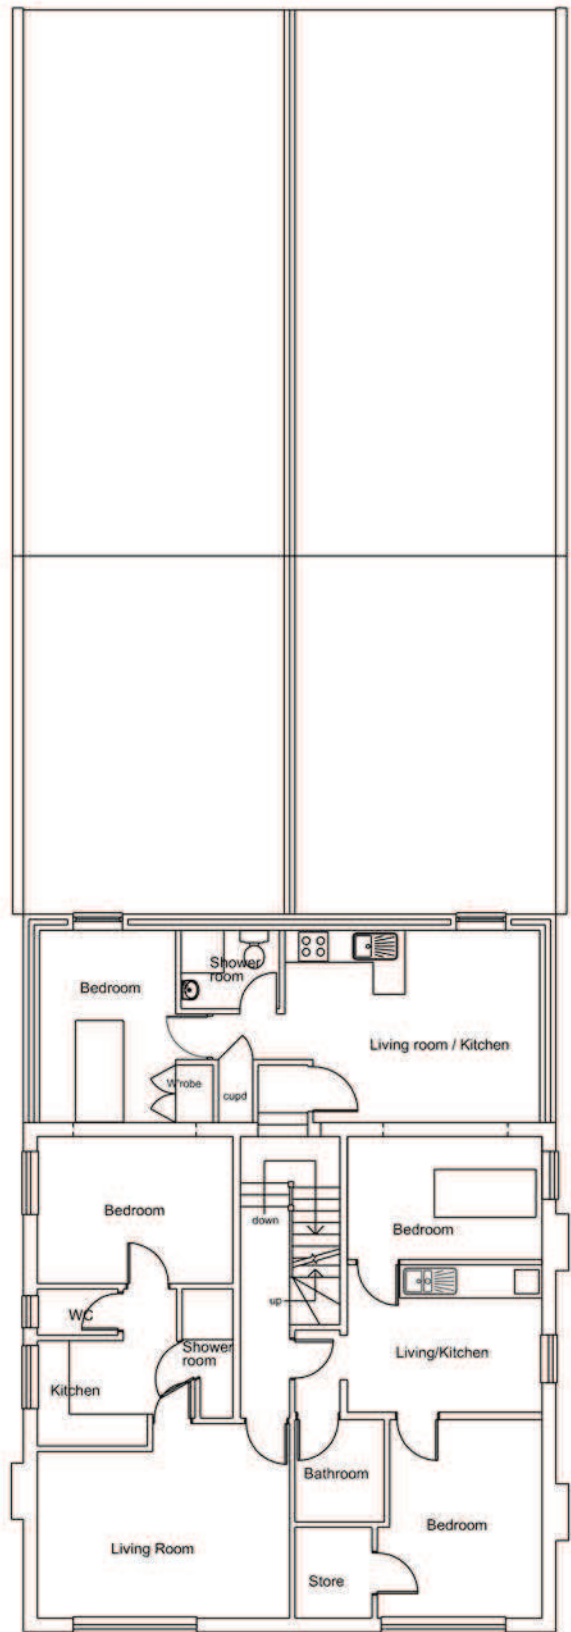 Shower
room
Bedroom
Living room / Kitchen
W'robe
cupd
Bedroom
down
Bedroom
up
WC
Shower
room
Living/Kitchen
Kitchen
Bathroom
Bedroom
Living Room
Store